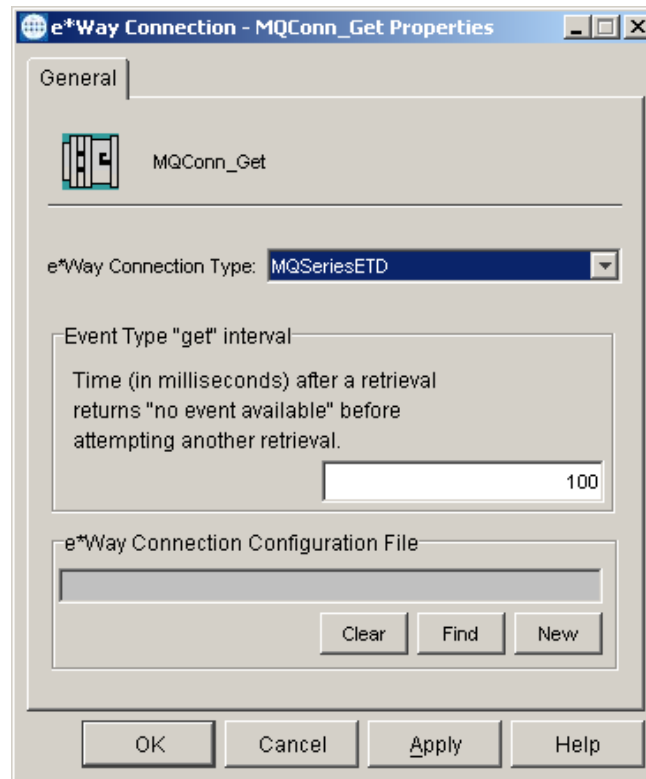 e*Way Connection - MQConn_Get Properties
General
MQConn_Get
e*Way Connection Type: MQSeriesETD
Event Type "get" interval
Time (in milliseconds) after a retrieval
returns "no event available" before
attempting another retrieval.
100
e*Way Connection Configuration File
Clear Find New
OK Cancel Apply Help